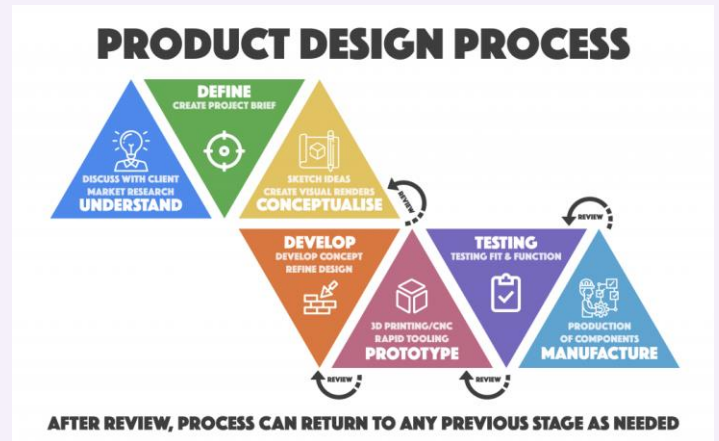 PRODUCT DESIGN PROCESS
DISCUSS WITH CLIENT
MARKET RESEARCH
UNDERSTAND
DEFINE
CREATE PROJECT BRIEF
SKETCH IDEAS
CREATE VISUAL RENDERS
CONCEPTUALISE
REVIEW
DEVELOP
DEVELOP CONCEPT
REFINE DESIGN
REVIEW
3D PRINTING/CNC
RAPID TOOLING
PROTOTYPE
TESTING
TESTING FIT & FUNCTION
REVIEW
REVIEW
PRODUCTION
OF COMPONENTS
MANUFACTURE
AFTER REVIEW, PROCESS CAN RETURN TO ANY PREVIOUS STAGE AS NEEDED